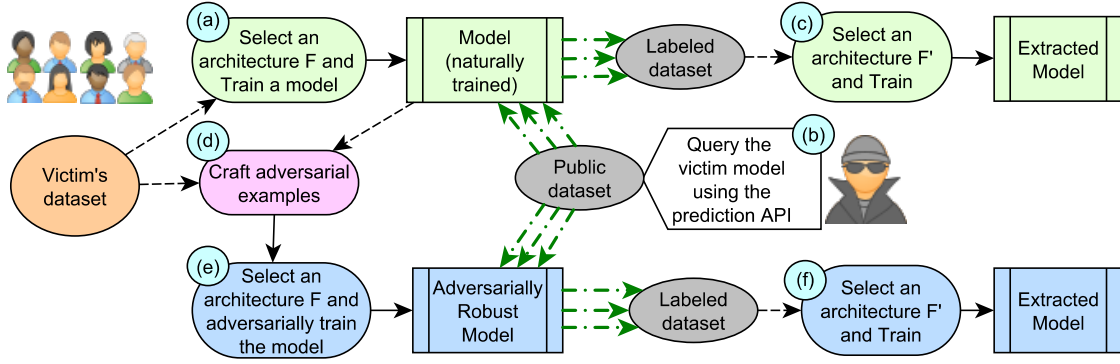 (a)
Select an
architecture F and
Train a model
Model
(naturally
trained)
Labeled
dataset
(c)
Select an
architecture F'
and Train
Extracted
Model
Victim's
dataset
(d)
Craft adversarial
examples
Public
dataset
(b)
Query the
victim model
using the
prediction API
(e)
Select an
architecture F and
adversarially train
the model
Adversarially
Robust
Model
Labeled
dataset
(f)
Select an
architecture F'
and Train
Extracted
Model